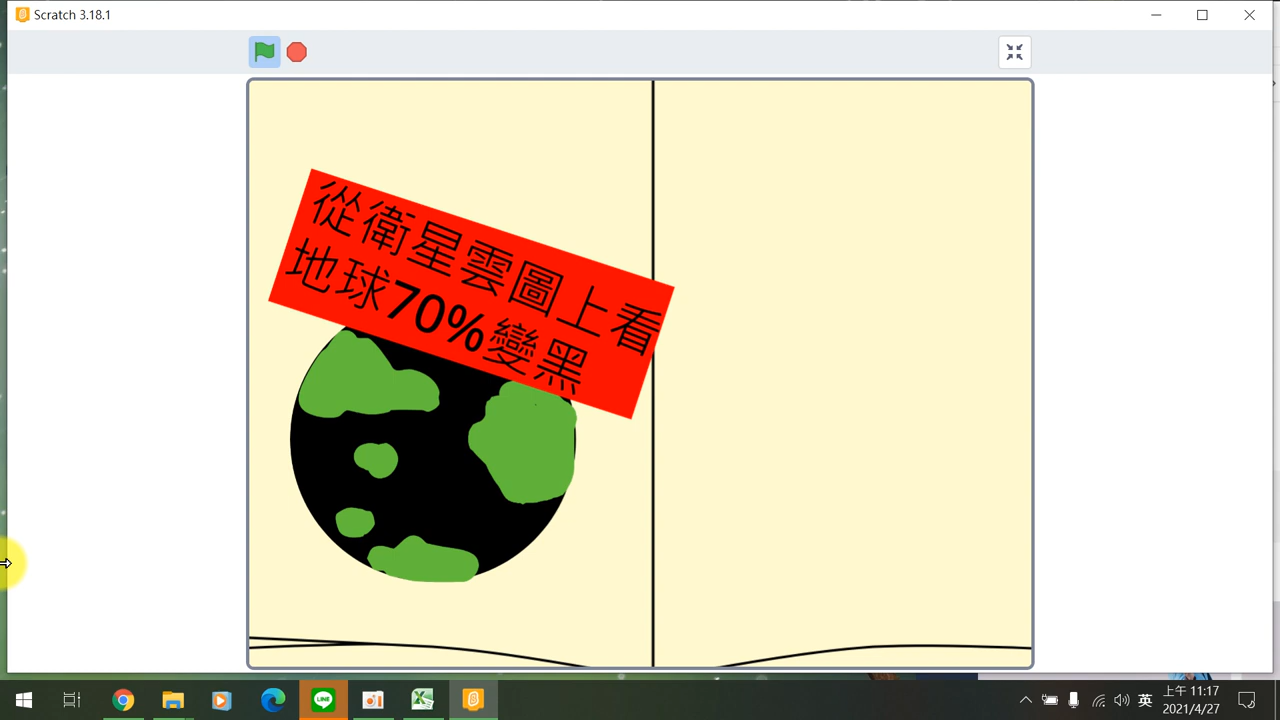 Scratch 3.18.1
從衛星雲圖上看
地球70%變黑
英
上午 11:17
2021/4/27